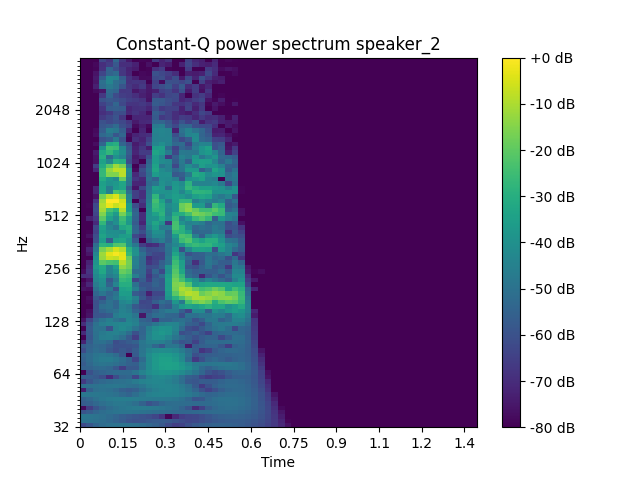 Constant-Q power spectrum speaker_2
Hz
2048
1024
512
256
128
64
32
0 0.15 0.3 0.45 0.6 0.75 0.9 1.1 1.2 1.4
Time
+0 dB
-10 dB
-20 dB
-30 dB
-40 dB
-50 dB
-60 dB
-70 dB
-80 dB